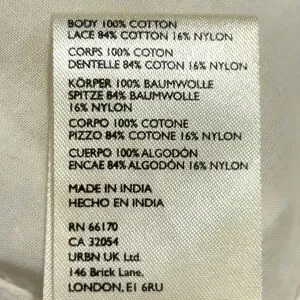 BODY 100% COTTON
LACE 84% COTTON 16% NYLON
CORPS 100% COTON
DENTELLE 84% COTON 16% NYLON
KÖRPER 100% BAUMWOLLE
SPITZE 84% BAUMWOLLE
16% NYLON
CORPO 100% COTONE
PIZZO 84% COTONE 16% NYLON
CUERPO 100% ALGODÓN
ENCAE 84% ALGODÓN 16% NYLON
MADE IN INDIA
HECHO EN INDIA
RN 66170
CA 32054
URBN UK Ltd.
146 Brick Lane,
LONDON, E1 6RU